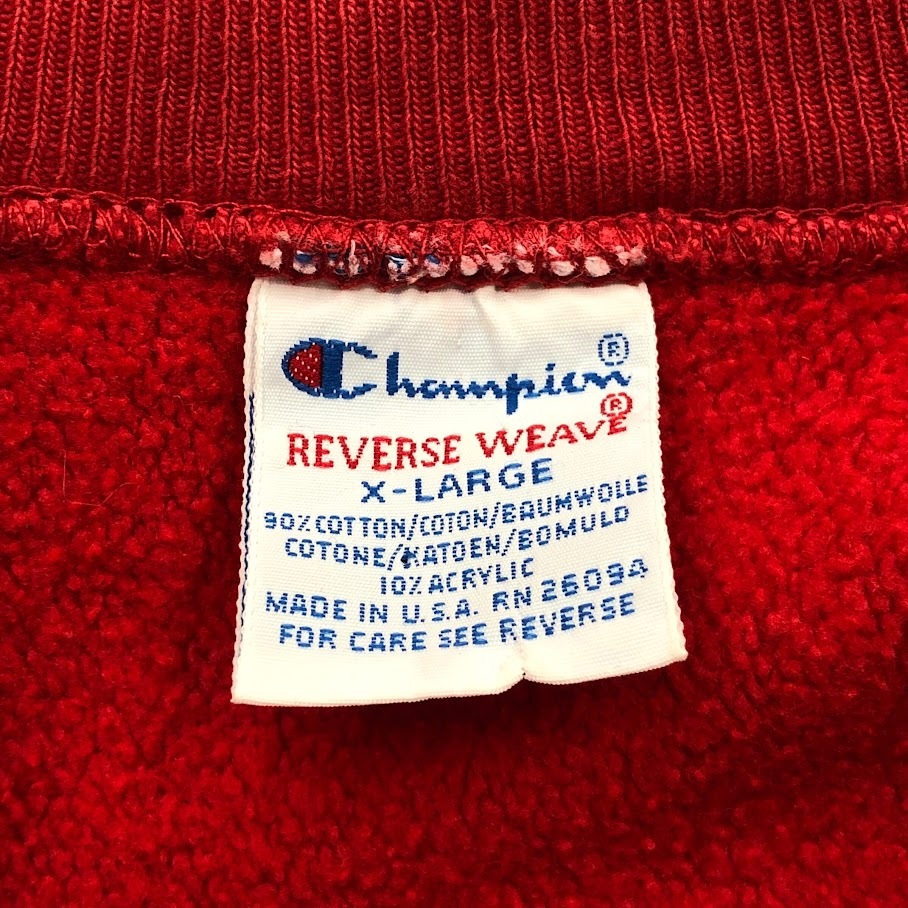 Champion®
REVERSE WEAVE®
X-LARGE
90% COTTON/COTON/BAUMWOLLE
COTONE/KATOEN/BOMULD
10% ACRYLIC
MADE IN U.S.A. RN 26094
FOR CARE SEE REVERSE